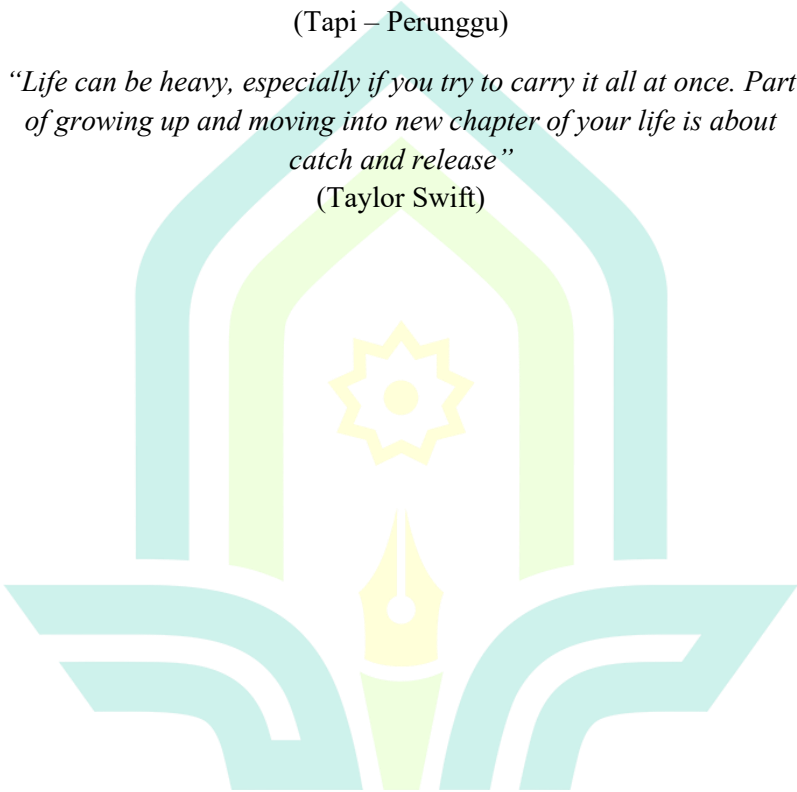 (Tapi – Perunggu)
“Life can be heavy, especially if you try to carry it all at once. Part
of growing up and moving into new chapter of your life is about
catch and release”
(Taylor Swift)